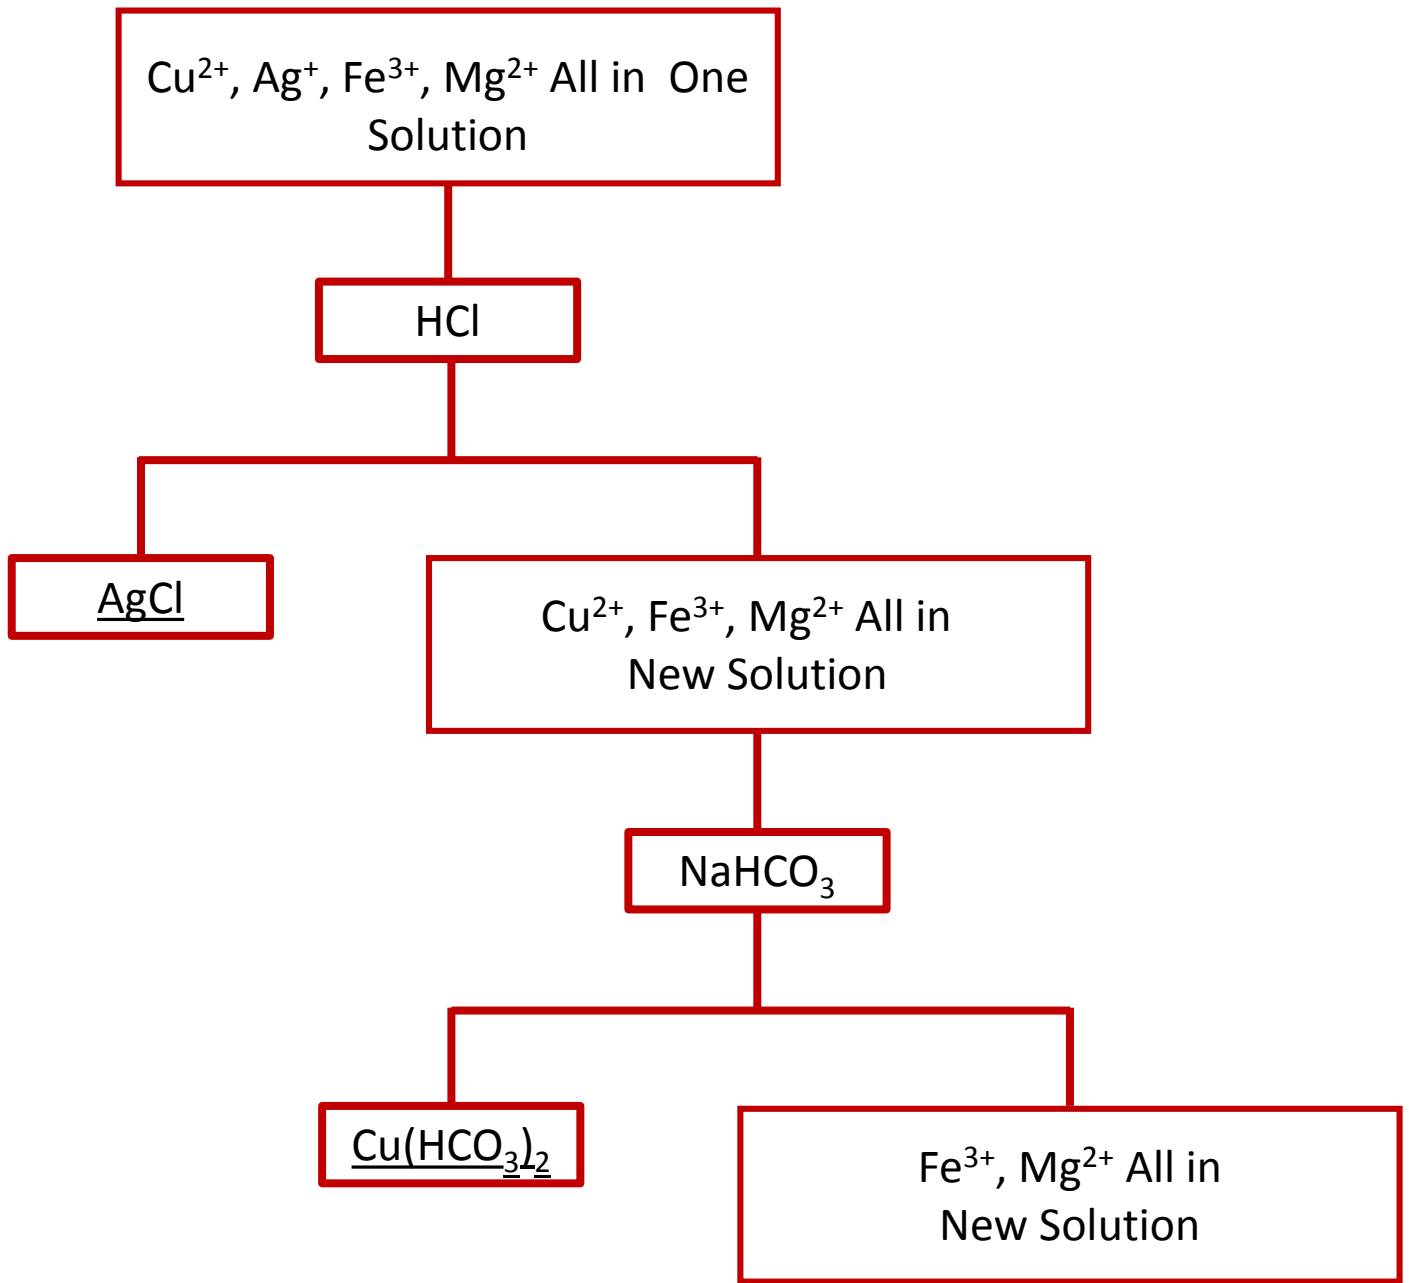 Cu²⁺, Ag⁺, Fe³⁺, Mg²⁺ All in  One
Solution
HCl
AgCl
Cu²⁺, Fe³⁺, Mg²⁺ All in
New Solution
NaHCO₃
Cu(HCO₃)₂
Fe³⁺, Mg²⁺ All in
New Solution